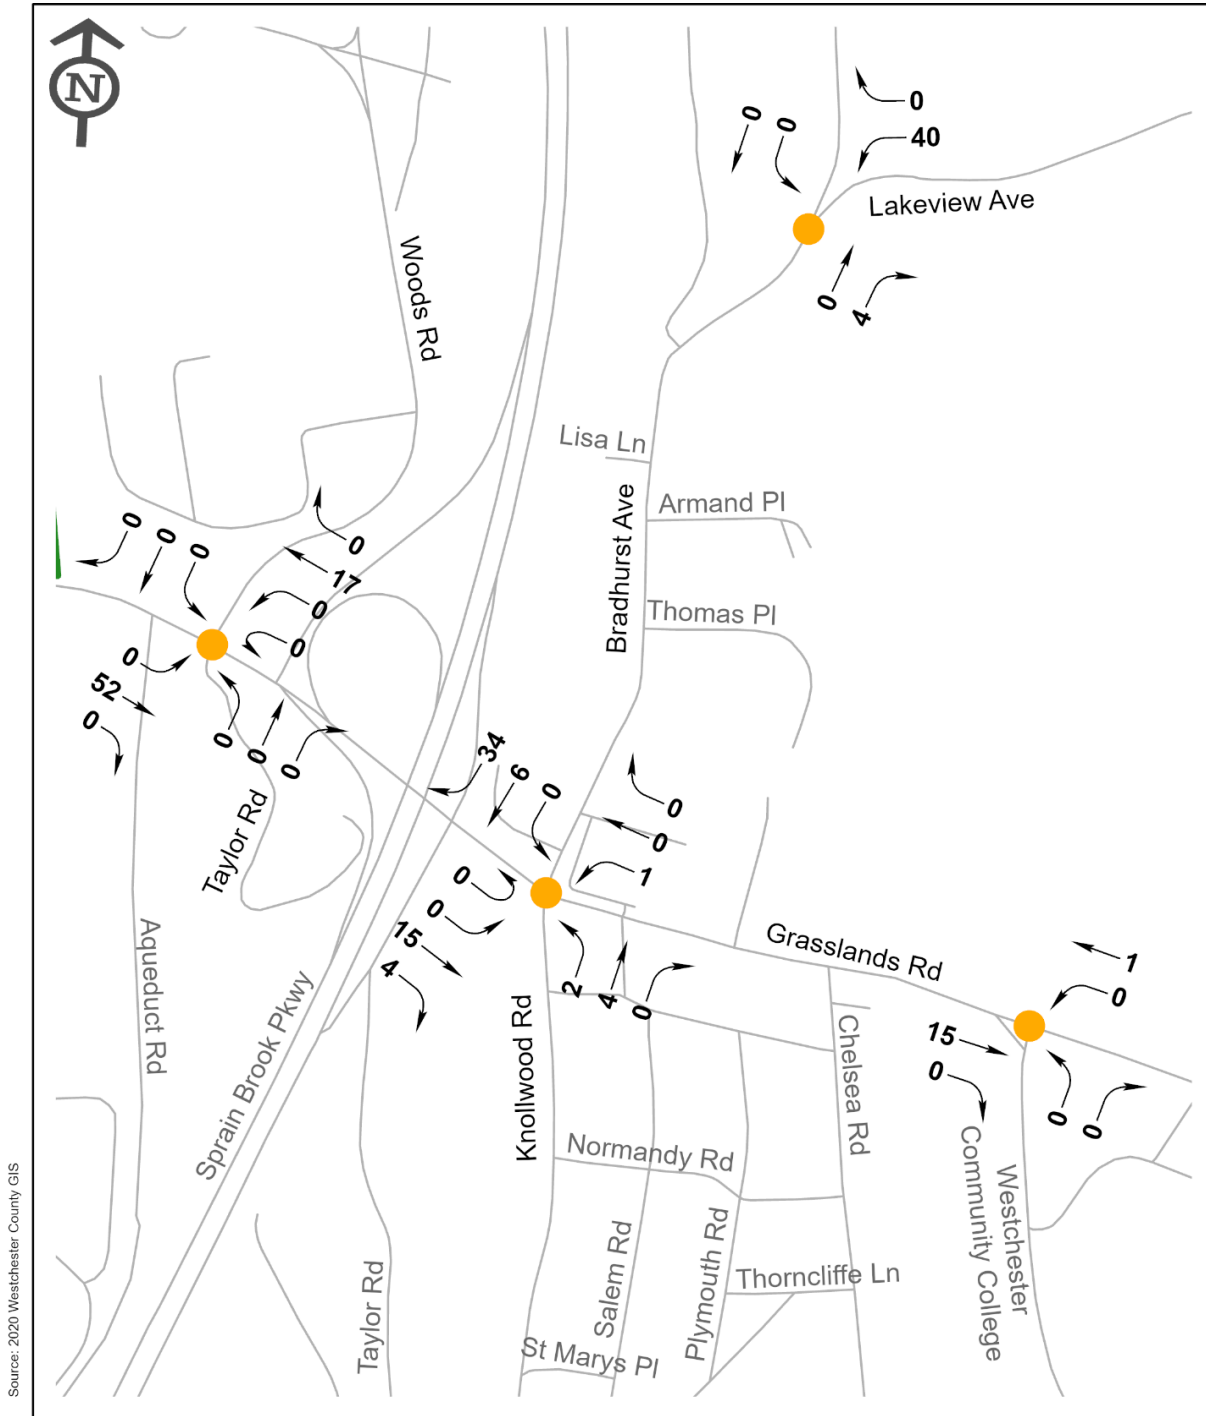 N
0
40
0
0
Lakeview Ave
0
4
Woods Rd
Lisa Ln
Armand Pl
Bradhurst Ave
Thomas Pl
0
0
0
0
17
0
0
0
52
0
0
0
0
Taylor Rd
34
6
0
0
0
1
0
0
15
4
2
4
0
Grasslands Rd
1
0
15
0
0
0
Aqueduct Rd
Sprain Brook Pkwy
Knollwood Rd
Chelsea Rd
Normandy Rd
Westchester
Community College
Salem Rd
Plymouth Rd
Thorncliffe Ln
Taylor Rd
St Marys Pl
Source: 2020 Westchester County GIS